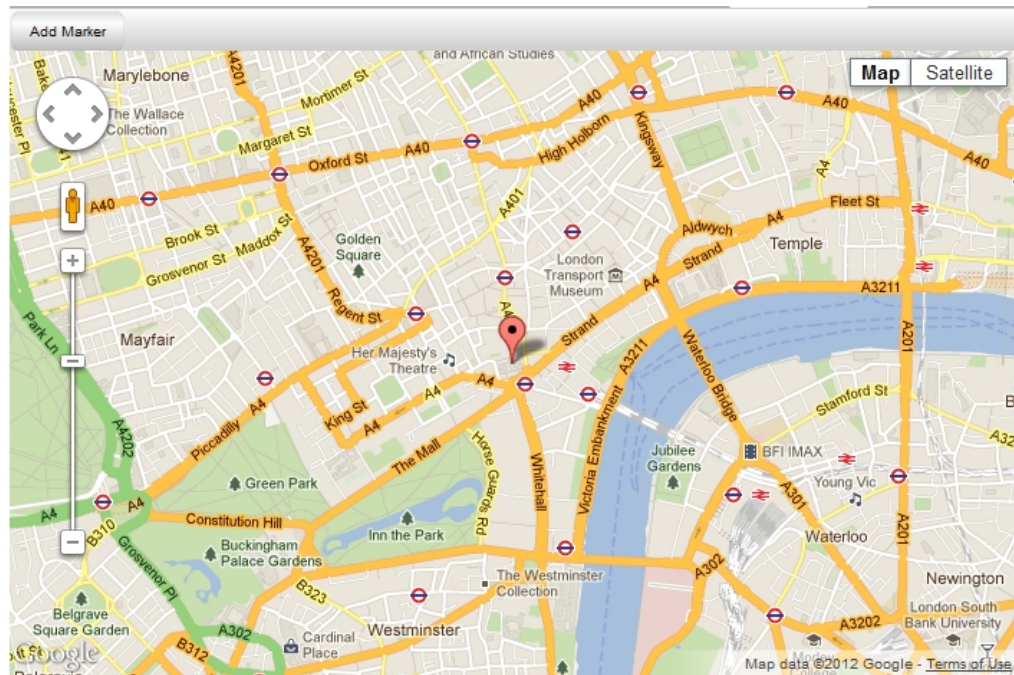 Add Marker
and African Studies
Marylebone
Mortimer St
A4201
Map
Satellite
The Wallace
Collection
Margaret St
A40
A40
Kingsway
A40
High Holborn
Oxford St
A40
A4
A40
A40
A401
Fleet St
Brook St
Maddox St
Grosvenor St
A4201
Golden
Square
Aldwych
A4
Strand
Temple
London
Transport
Museum
A4
A3211
Regent St
Park Ln
Mayfair
Strand
A3211
A201
Her Majesty's
Theatre
Waterloo Bridge
A4
A4
Stamford St
King St
A4
Piccadilly
A4
A4202
The Mall
Horse Guards Rd
Whitehall
Victoria Embankment
Jubilee
Gardens
BFI IMAX
Green Park
Young Vic
A301
A4
A4
B310
Constitution Hill
Inn the Park
A201
Waterloo
Grosvenor Pl
Buckingham
Palace Gardens
A302
The Westminster
Collection
B323
Newington
Belgrave
Square Garden
London South
Bank University
A302
Westminster
A3202
B312
Cardinal
Place
Google
Map data ©2012 Google - Terms of Use